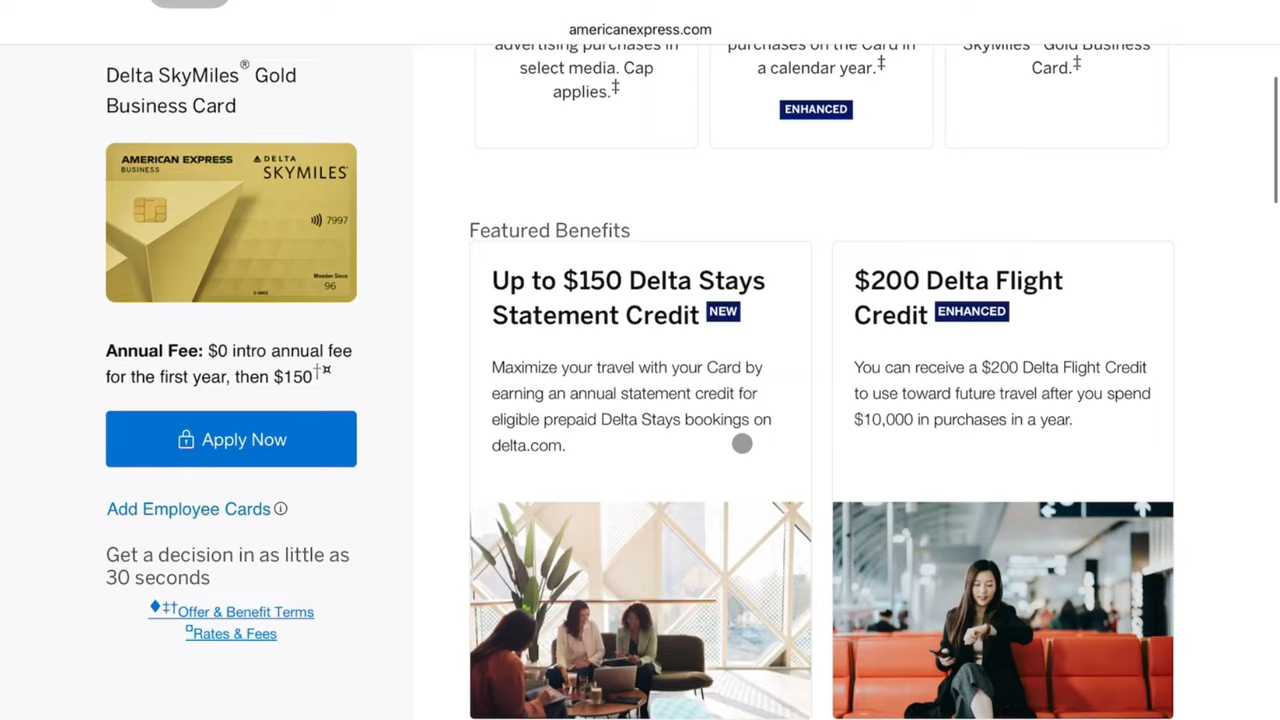 americanexpress.com
Delta SkyMiles® Gold
Business Card
AMERICAN EXPRESS
BUSINESS
DELTA
SKYMILES
7997
Member Since
96
Annual Fee: $0 intro annual fee
for the first year, then $150†¤
Apply Now
Add Employee Cards
Get a decision in as little as
30 seconds
♦‡†Offer & Benefit Terms
¤Rates & Fees
advertising purchases in
select media. Cap
applies.‡
purchases on the Card in
a calendar year.‡
ENHANCED
SkyMiles® Gold Business
Card.‡
Featured Benefits
Up to $150 Delta Stays
Statement Credit NEW
Maximize your travel with your Card by
earning an annual statement credit for
eligible prepaid Delta Stays bookings on
delta.com.
$200 Delta Flight
Credit ENHANCED
You can receive a $200 Delta Flight Credit
to use toward future travel after you spend
$10,000 in purchases in a year.